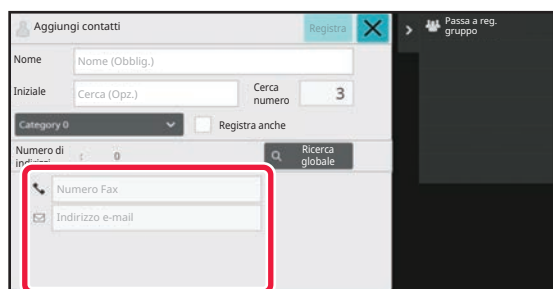 Aggiungi contatti
Registra
Passa a reg.
gruppo
Nome
Nome (Obblig.)
Iniziale
Cerca (Opz.)
Cerca
numero
3
Category 0
Registra anche
Numero di
indirizzi
:
0
Ricerca
globale
Numero Fax
Indirizzo e-mail